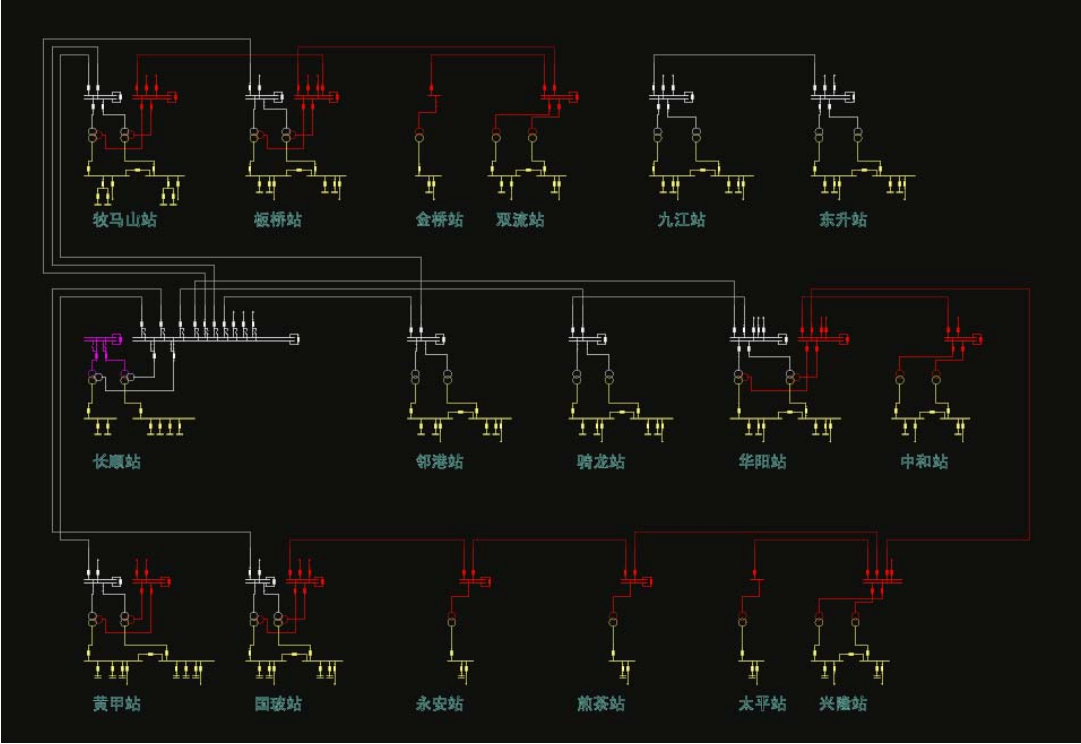 牧马山站 板桥站 金桥站 双流站 九江站 东升站
长顺站 邻港站 骑龙站 华阳站 中和站
黄甲站 国玻站 永安站 煎茶站 太平站 兴隆站